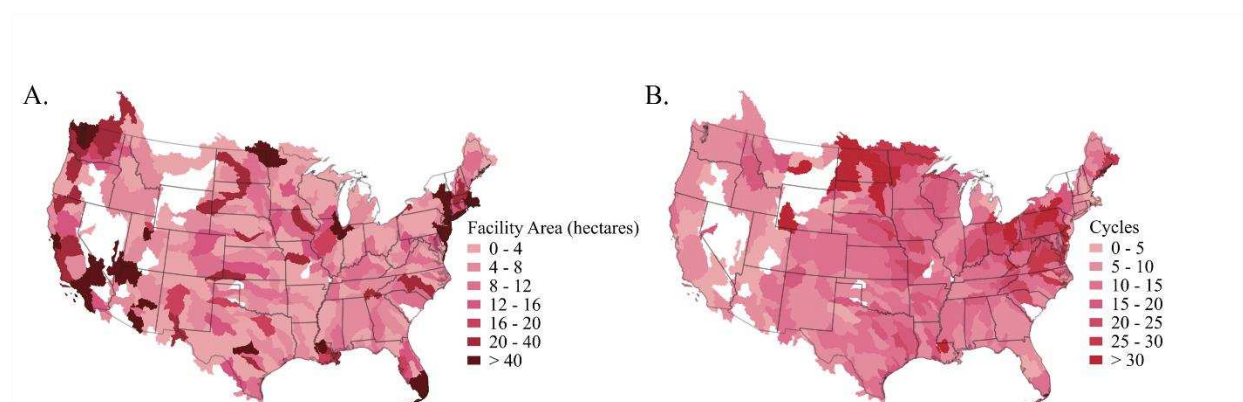 A.
B.
Facility Area (hectares)
0 - 4
4 - 8
8 - 12
12 - 16
16 - 20
20 - 40
> 40
Cycles
0 - 5
5 - 10
10 - 15
15 - 20
20 - 25
25 - 30
> 30